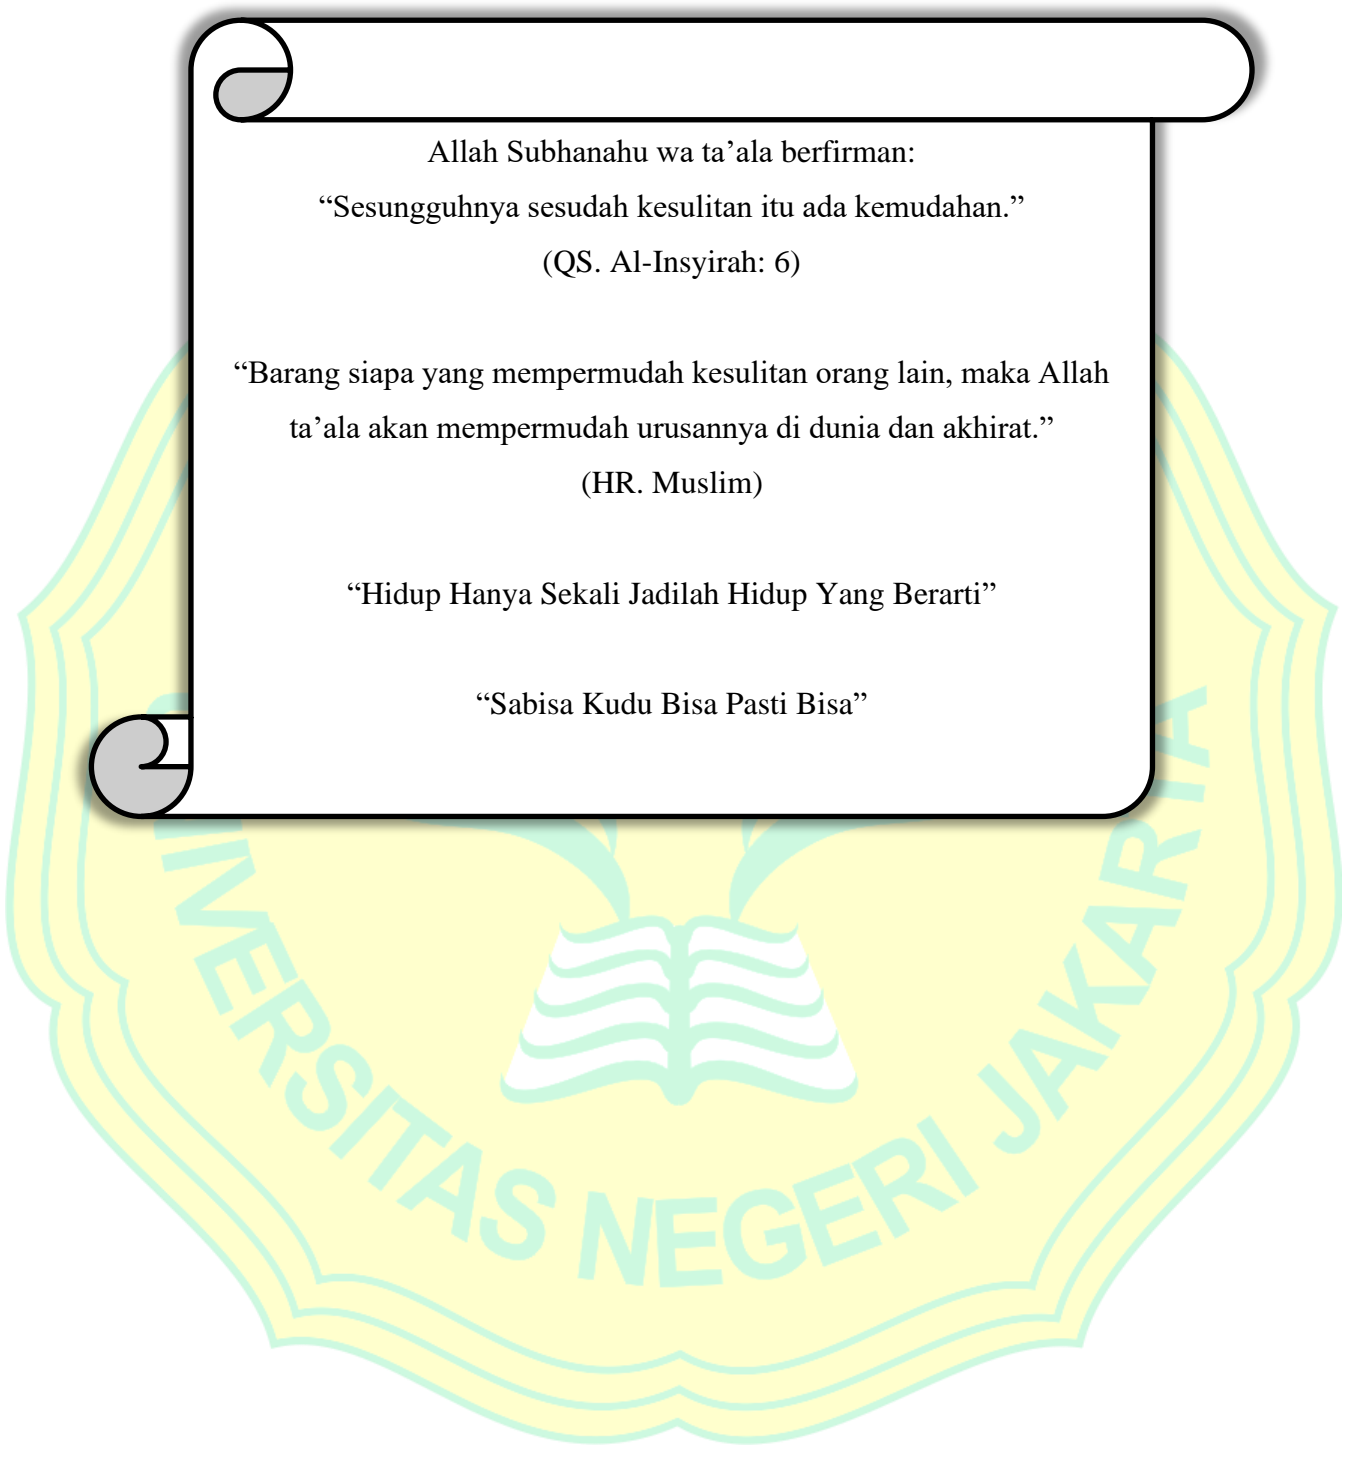 Allah Subhanahu wa ta’ala berfirman:
“Sesungguhnya sesudah kesulitan itu ada kemudahan.”
(QS. Al-Insyirah: 6)
“Barang siapa yang mempermudah kesulitan orang lain, maka Allah
ta’ala akan mempermudah urusannya di dunia dan akhirat.”
(HR. Muslim)
“Hidup Hanya Sekali Jadilah Hidup Yang Berarti”
“Sabisa Kudu Bisa Pasti Bisa”
NEGERI JAKARTA